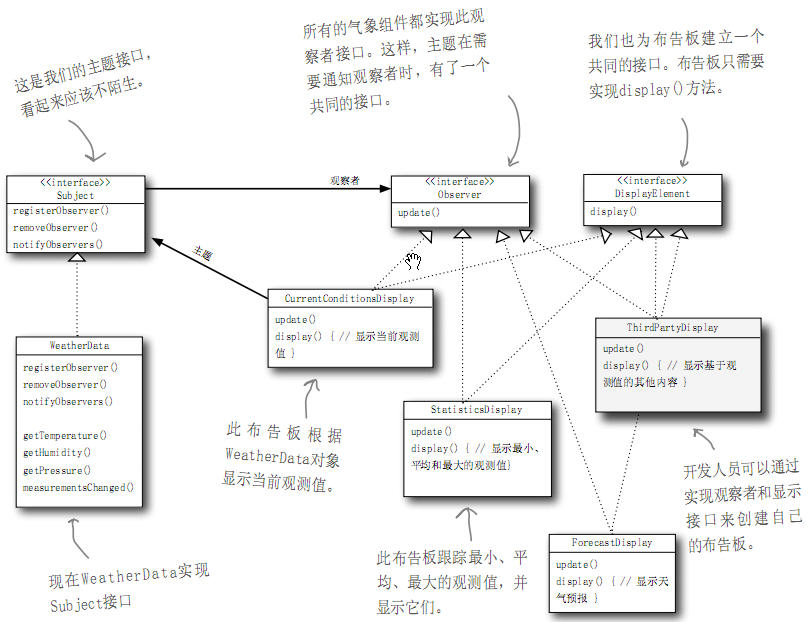 这是我们的主题接口，
看起来应该不陌生。
所有的气象组件都实现此观
察者接口。这样，主题在需
要通知观察者时，有了一个
共同的接口。
我们也为布告板建立一个
共同的接口。布告板只需要
实现display()方法。
<<interface>>
Subject
registerObserver()
removeObserver()
notifyObservers()
观察者
<<interface>>
Observer
update()
<<interface>>
DisplayElement
display()
主题
WeatherData
registerObserver()
removeObserver()
notifyObservers()
getTemperature()
getHumidity()
getPressure()
measurementsChanged()
现在WeatherData实现
Subject接口
CurrentConditionsDisplay
update()
display() { // 显示当前观测
值 }
此布告板根据
WeatherData对象
显示当前观测值。
StatisticsDisplay
update()
display() { // 显示最小、
平均和最大的观测值}
此布告板跟踪最小、平
均、最大的观测值，并
显示它们。
ThirdPartyDisplay
update()
display() { // 显示基于观
测值的其他内容 }
开发人员可以通过
实现观察者和显示
接口来创建自己
的布告板。
ForecastDisplay
update()
display() { // 显示天
气预报 }